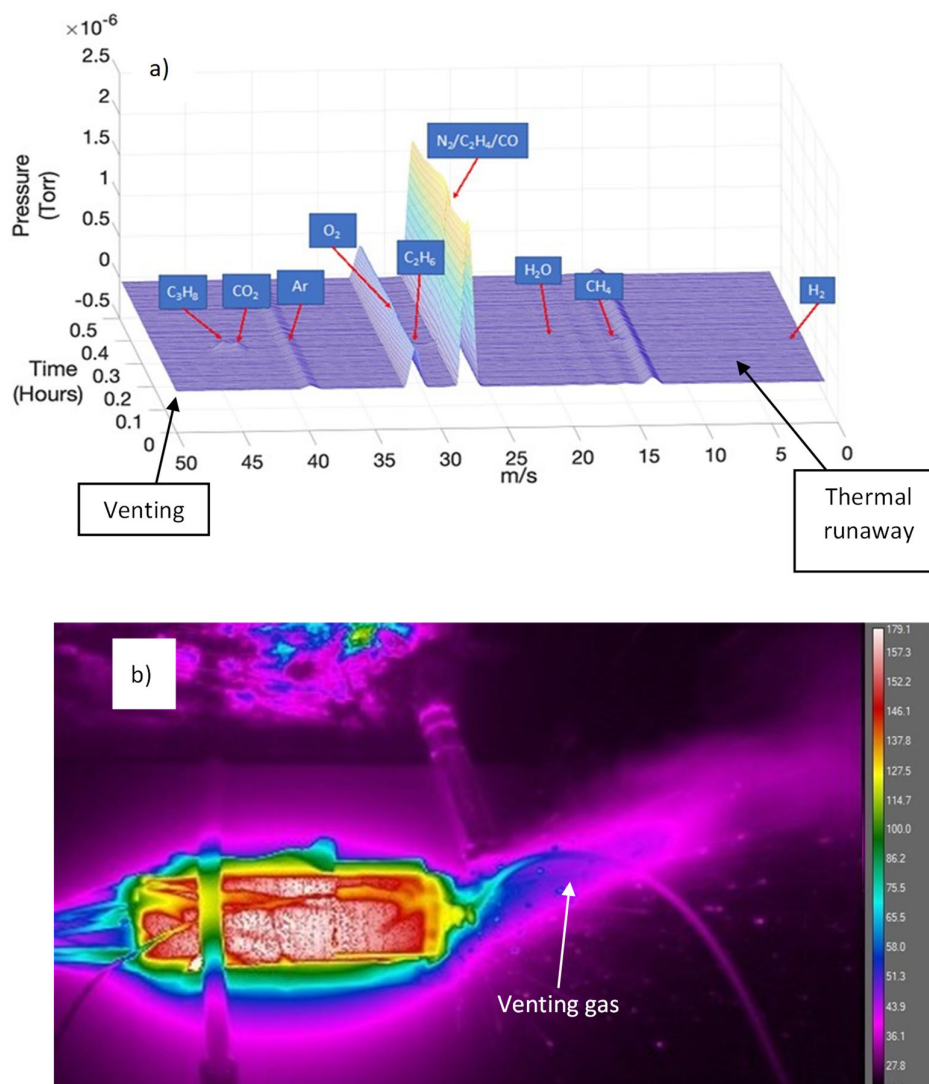 ×10⁻⁶
2.5
a)
2
1.5
N₂/C₂H₄/CO
Pressure
(Torr)
1
0.5
O₂
C₂H₆
0
H₂O
C₃H₈
CO₂
Ar
CH₄
H₂
-0.5
0.5
0.4
Time
(Hours)
0.3
0.2
0.1
0
50
45
40
35
30
25
20
15
10
5
0
m/s
Venting
Thermal
runaway
b)
179.1
157.3
152.2
146.1
137.8
127.5
114.7
100.0
86.2
75.5
65.5
58.0
51.3
43.9
36.1
27.8
Venting gas